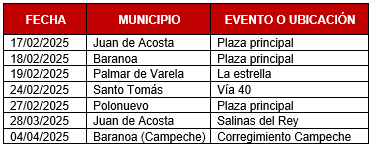 FECHA MUNICIPIO EVENTO O UBICACIÓN
17/02/2025 Juan de Acosta Plaza principal
18/02/2025 Baranoa Plaza principal
19/02/2025 Palmar de Varela La estrella
24/02/2025 Santo Tomás Vía 40
27/02/2025 Polonuevo Plaza principal
28/03/2025 Juan de Acosta Salinas del Rey
04/04/2025 Baranoa (Campeche) Corregimiento Campeche